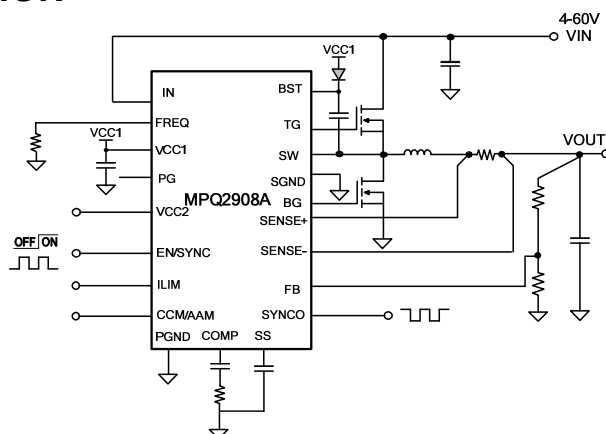 4-60V
VIN
VCC1
IN
BST
FREQ
TG
VCC1
VCC1
SW
VOUT
PG
SGND
MPQ2908A
BG
VCC2
SENSE+
OFF ON
EN/SYNC
SENSE–
ILIM
FB
CCM/AAM
SYNCO
PGND COMP SS